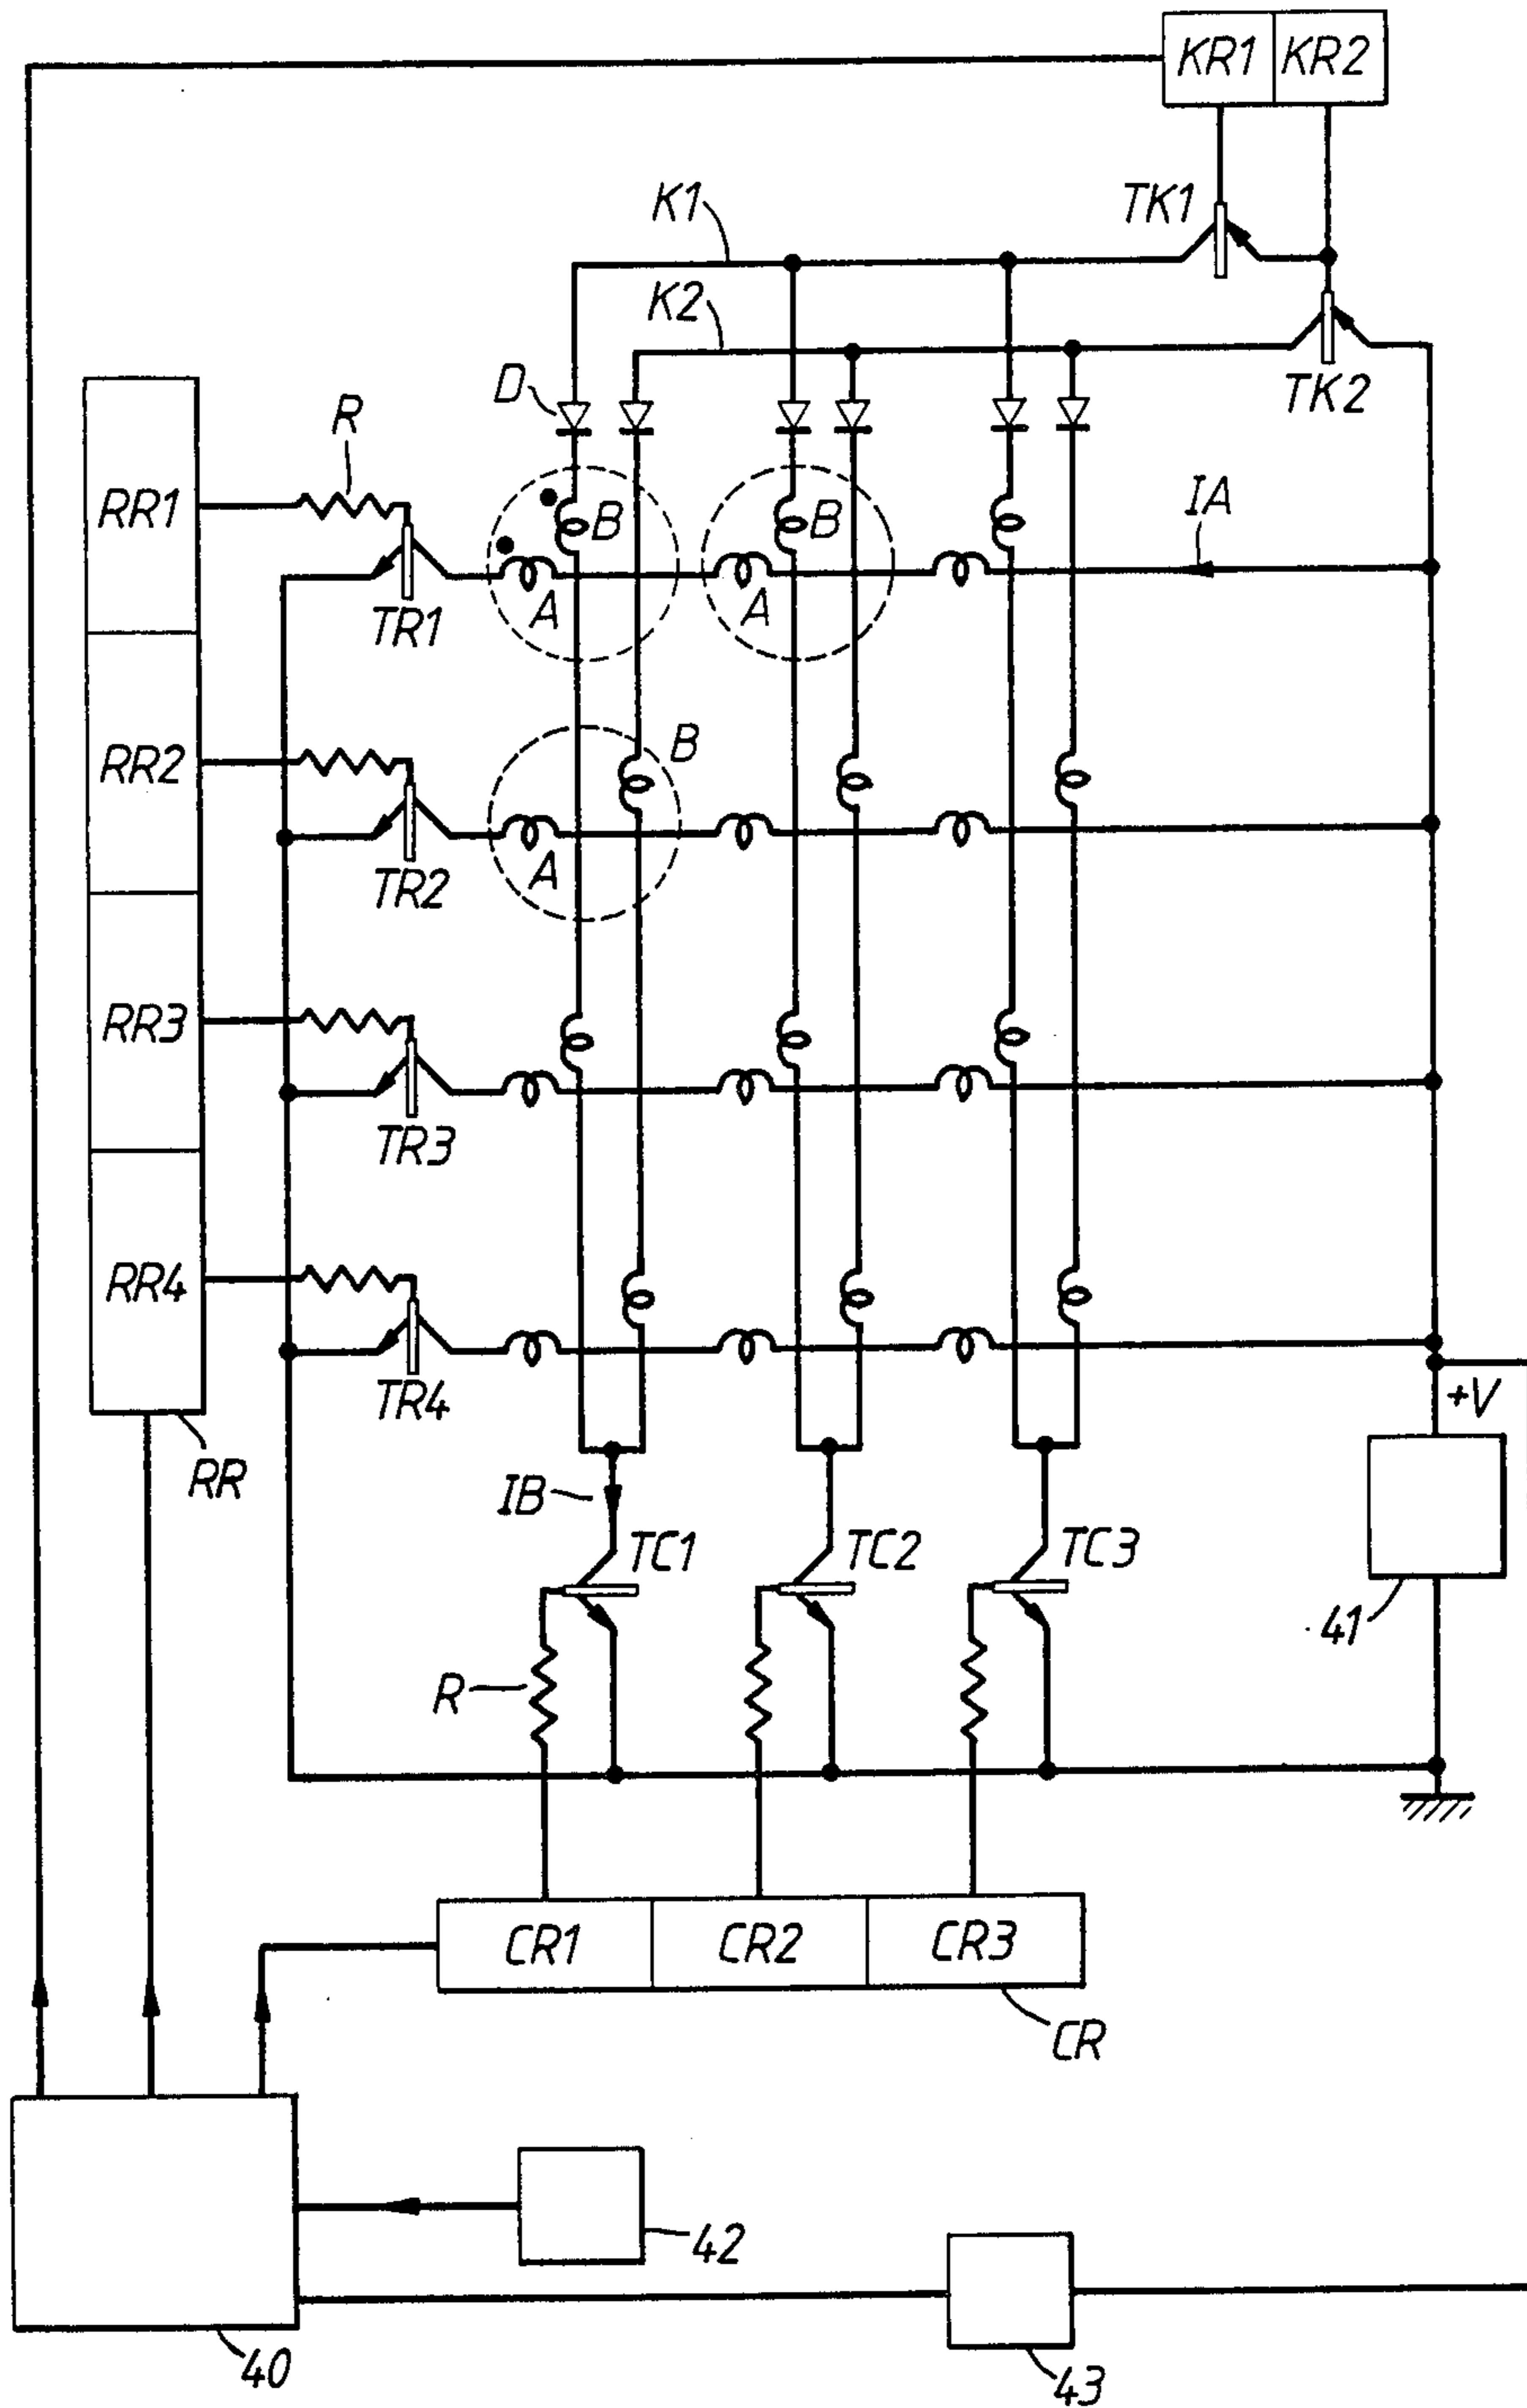 KR1 KR2
TK1
K1
K2
TK2
D
R
RR1
B
B
IA
A
A
TR1
RR2
B
A
TR2
RR3
TR3
RR4
TR4
+V
RR
IB
TC1
TC2
TC3
41
R
CR1 CR2 CR3
CR
42
40
43